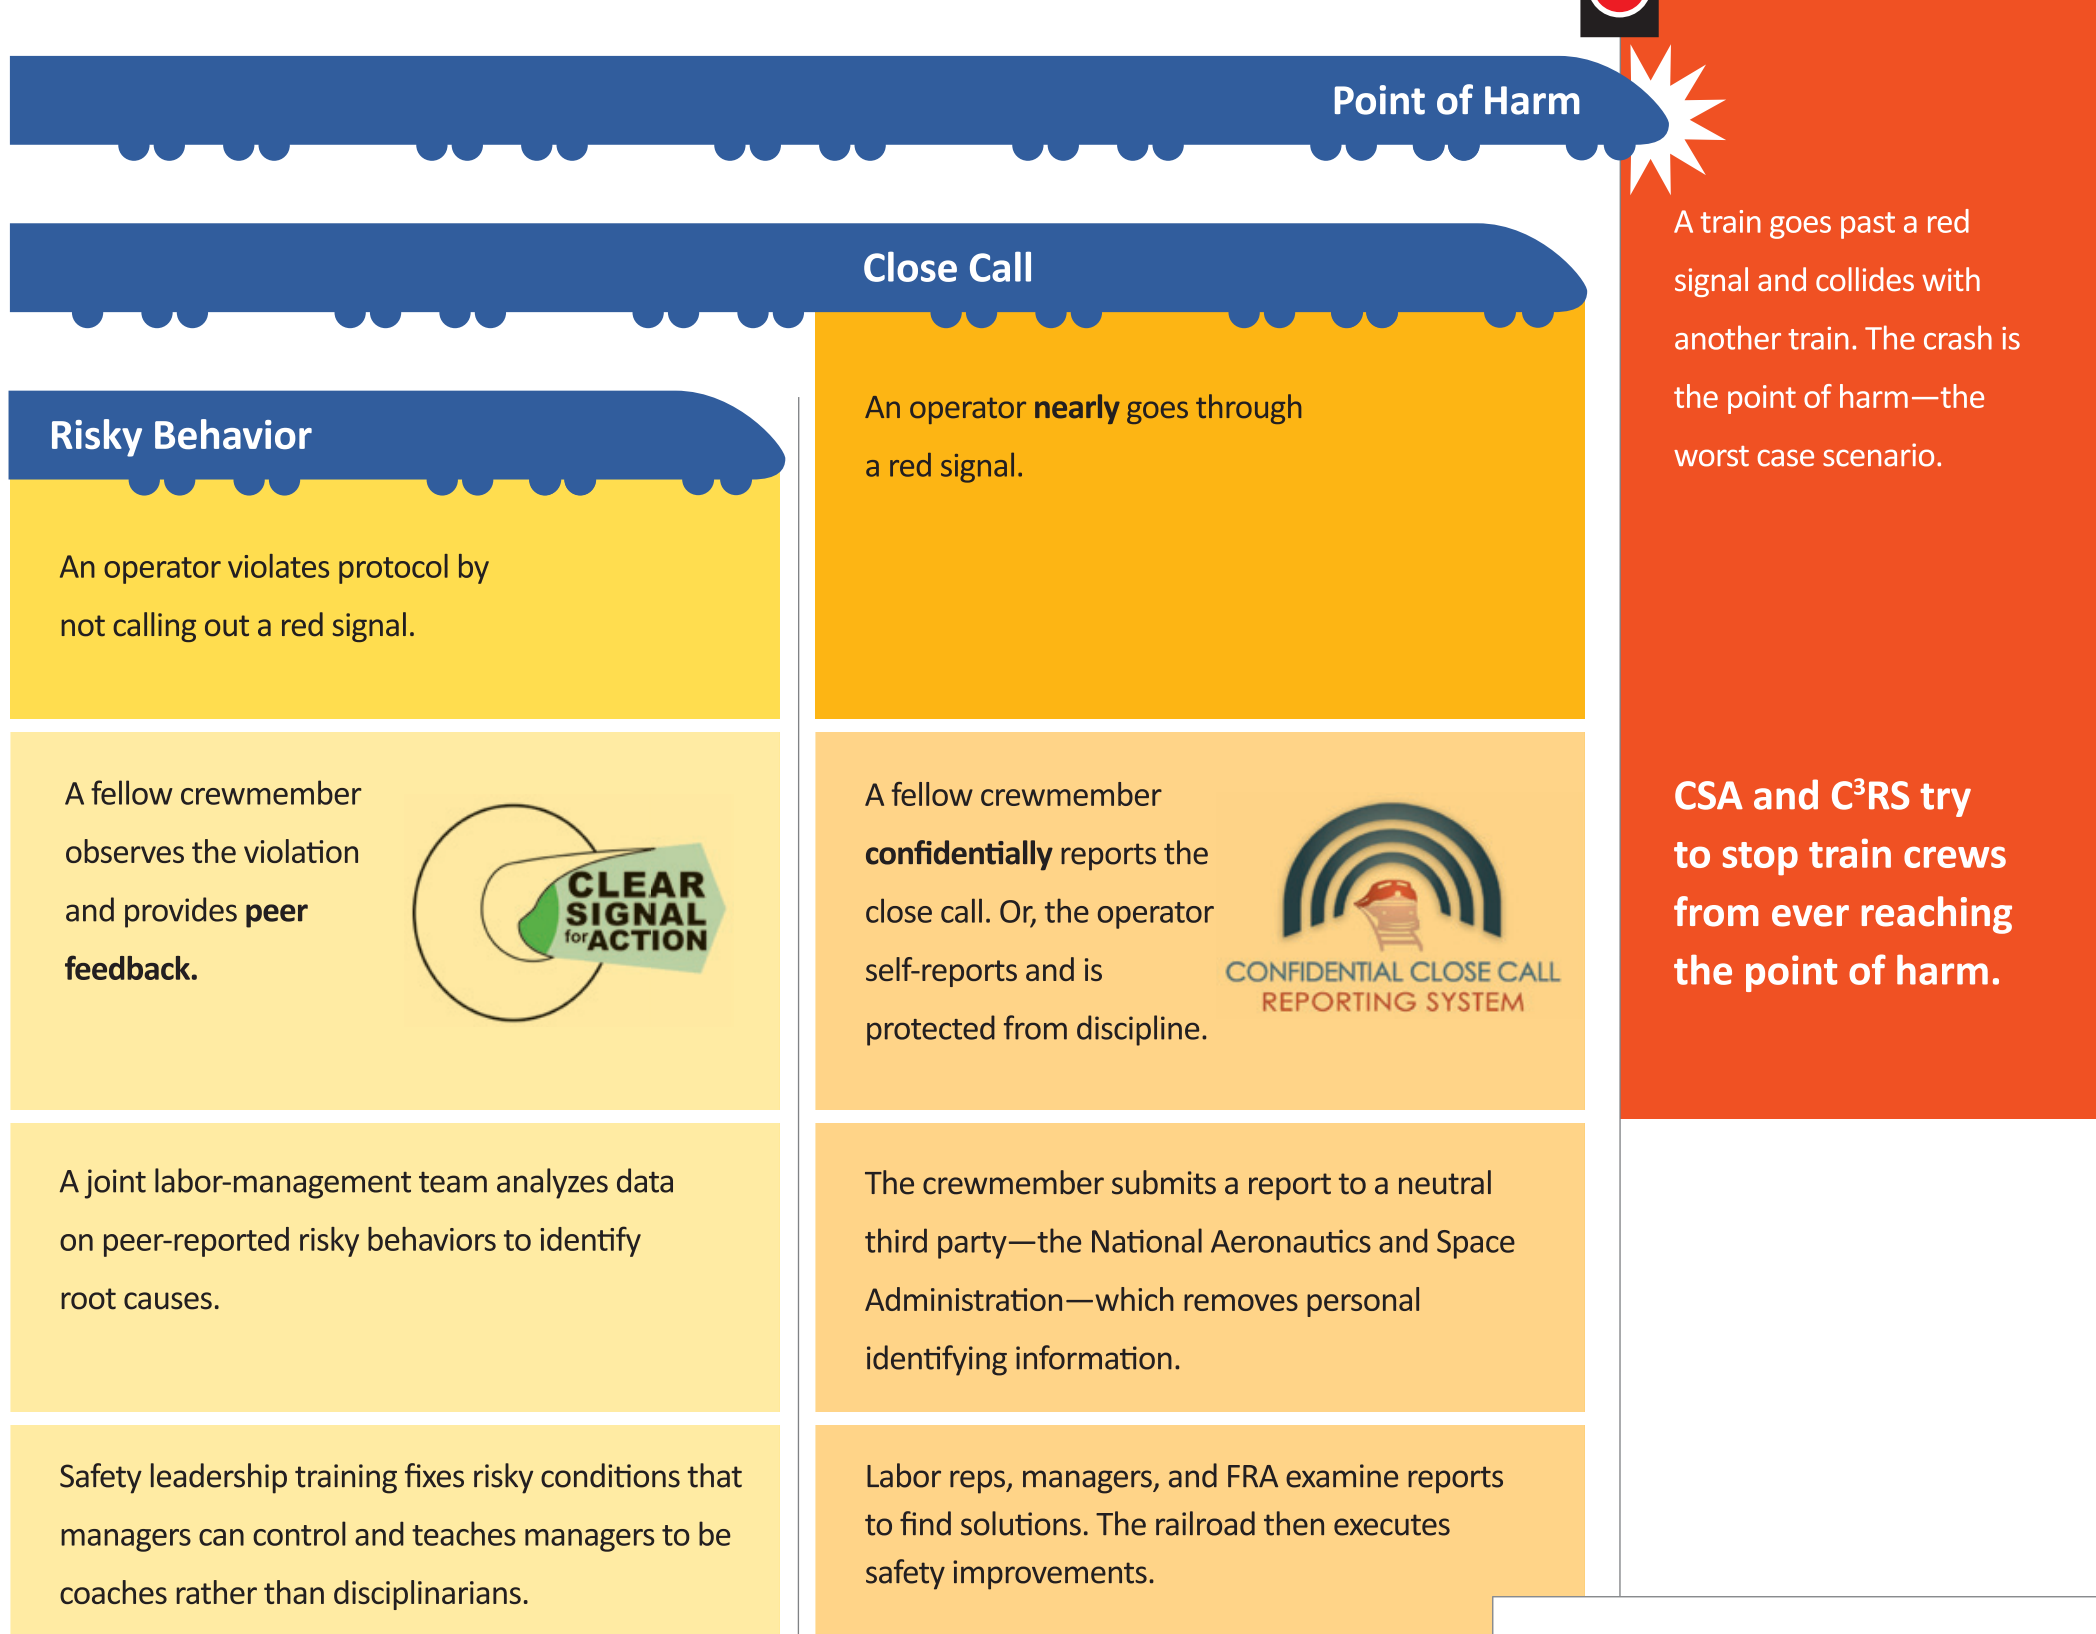 Point of Harm
Close Call
Risky Behavior
An operator violates protocol by
not calling out a red signal.
A fellow crewmember
observes the violation
and provides peer
feedback.
CLEAR
SIGNAL
for ACTION
A joint labor-management team analyzes data
on peer-reported risky behaviors to identify
root causes.
Safety leadership training fixes risky conditions that
managers can control and teaches managers to be
coaches rather than disciplinarians.
An operator nearly goes through
a red signal.
A fellow crewmember
confidentially reports the
close call. Or, the operator
self-reports and is
protected from discipline.
CONFIDENTIAL CLOSE CALL
REPORTING SYSTEM
The crewmember submits a report to a neutral
third party—the National Aeronautics and Space
Administration—which removes personal
identifying information.
Labor reps, managers, and FRA examine reports
to find solutions. The railroad then executes
safety improvements.
A train goes past a red
signal and collides with
another train. The crash is
the point of harm—the
worst case scenario.
CSA and C³RS try
to stop train crews
from ever reaching
the point of harm.